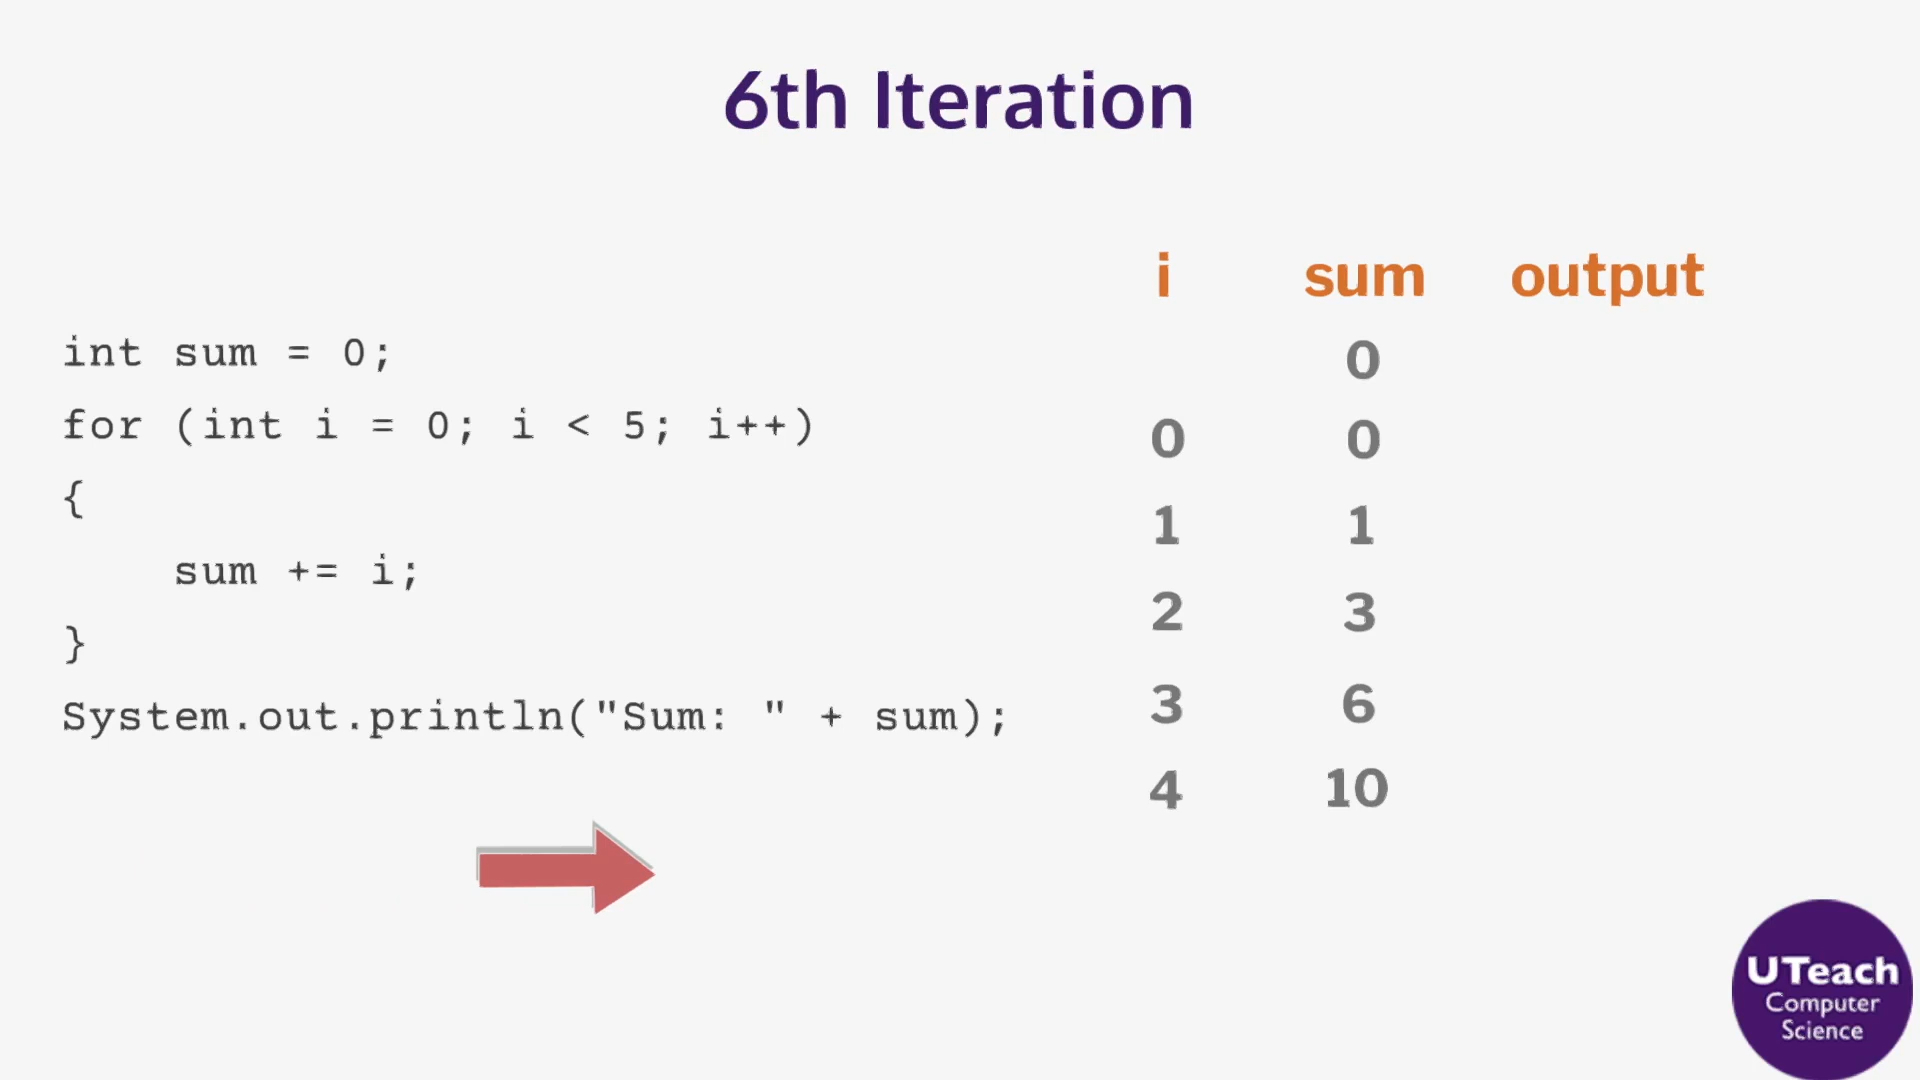 6th Iteration
int sum = 0;
for (int i = 0; i < 5; i++)
{
    sum += i;
}
System.out.println("Sum: " + sum);
i sum output
0
0 0
1 1
2 3
3 6
4 10
UTeach
Computer
Science